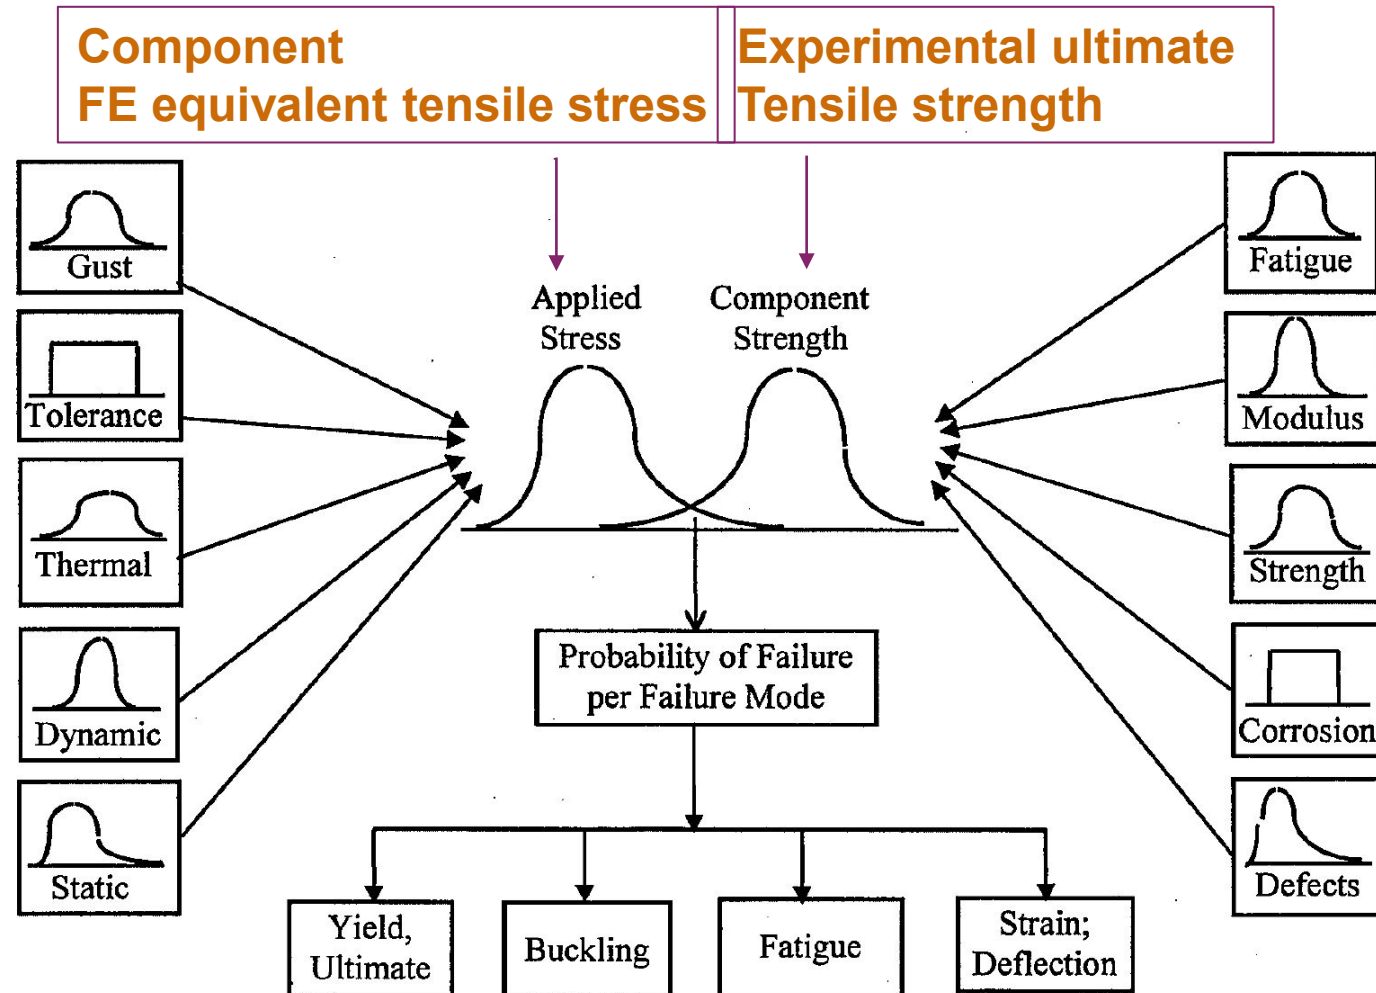 Component
FE equivalent tensile stress
Experimental ultimate
Tensile strength
Gust
Tolerance
Thermal
Dynamic
Static
Applied
Stress
Component
Strength
Fatigue
Modulus
Strength
Corrosion
Defects
Probability of Failure
per Failure Mode
Yield,
Ultimate
Buckling
Fatigue
Strain;
Deflection